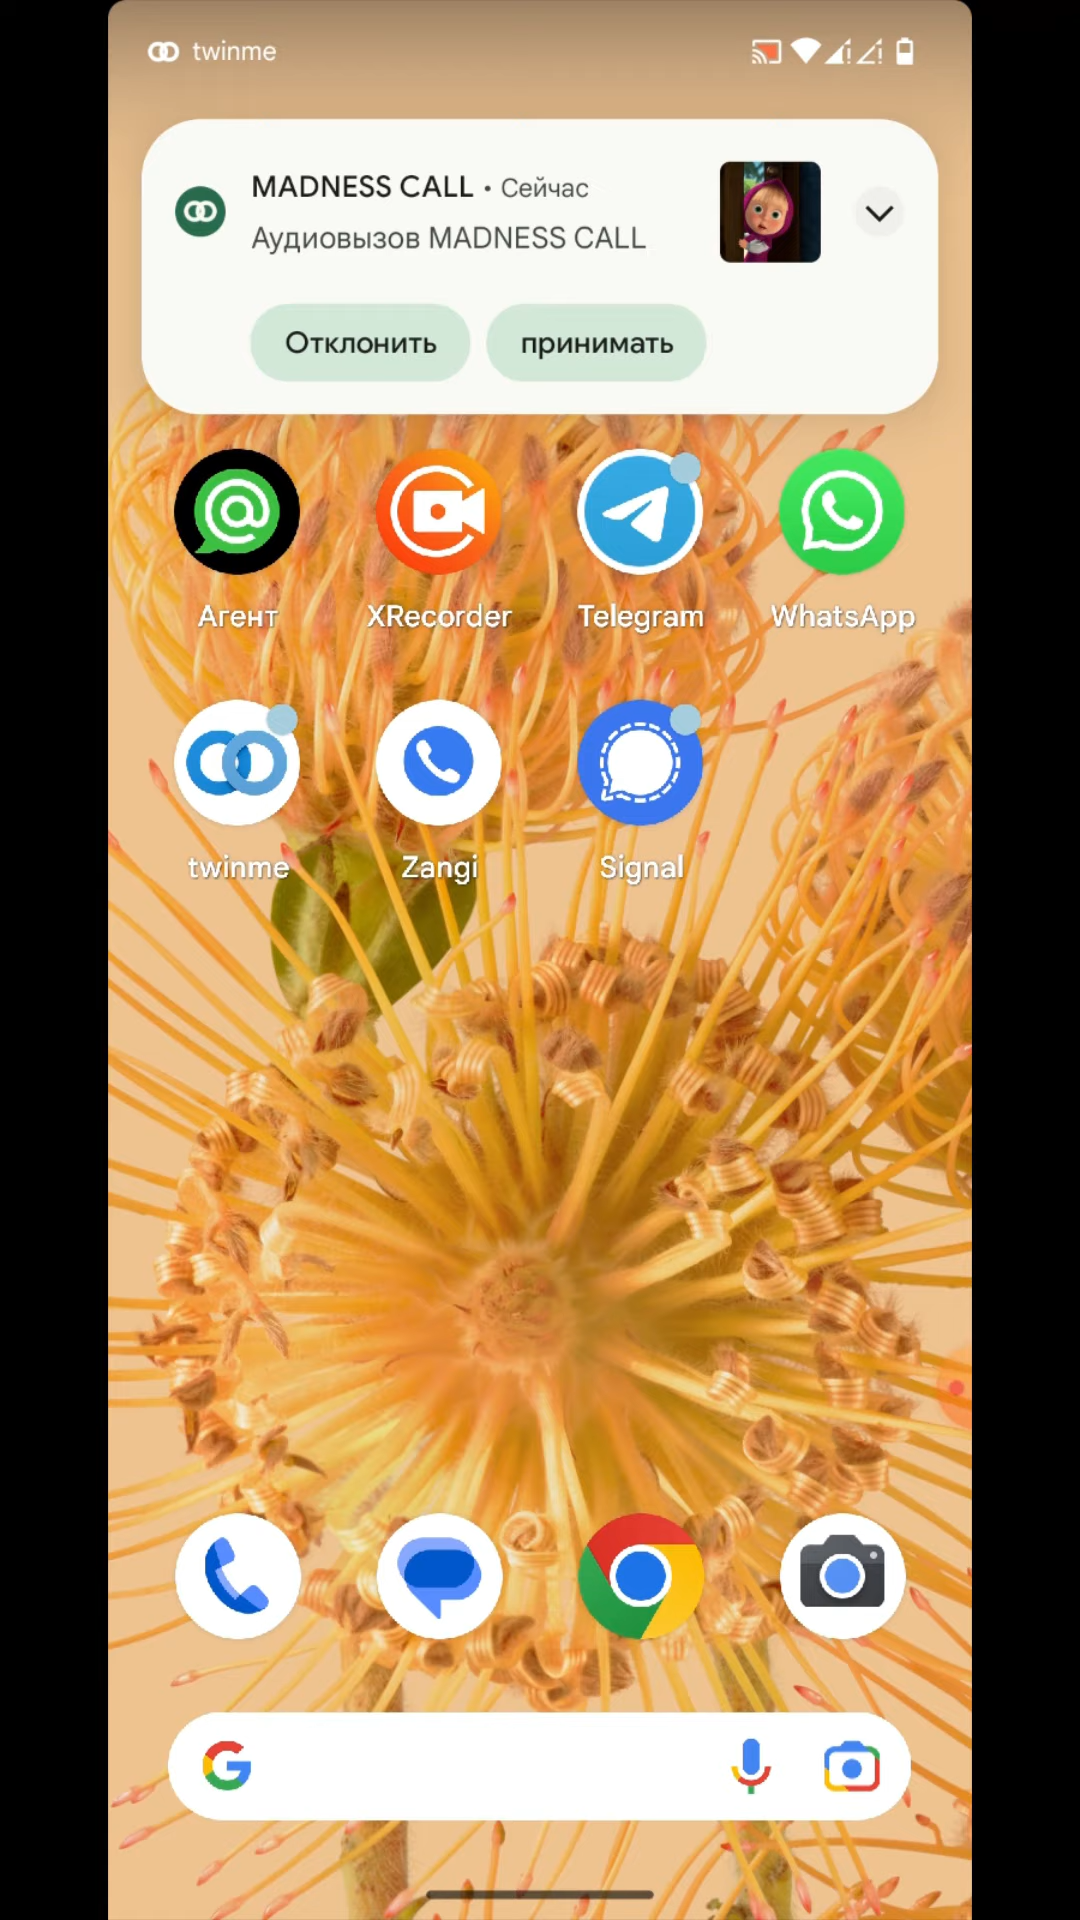 twinme
MADNESS CALL • Сейчас
Аудиовызов MADNESS CALL
Отклонить принимать
Агент XRecorder Telegram WhatsApp
twinme Zangi Signal